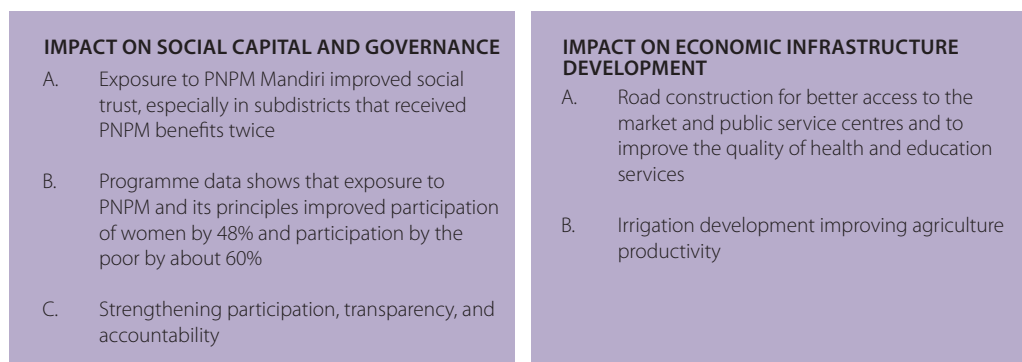 IMPACT ON SOCIAL CAPITAL AND GOVERNANCE
A. Exposure to PNPM Mandiri improved social
trust, especially in subdistricts that received
PNPM benefits twice
B. Programme data shows that exposure to
PNPM and its principles improved participation
of women by 48% and participation by the
poor by about 60%
C. Strengthening participation, transparency, and
accountability
IMPACT ON ECONOMIC INFRASTRUCTURE
DEVELOPMENT
A. Road construction for better access to the
market and public service centres and to
improve the quality of health and education
services
B. Irrigation development improving agriculture
productivity